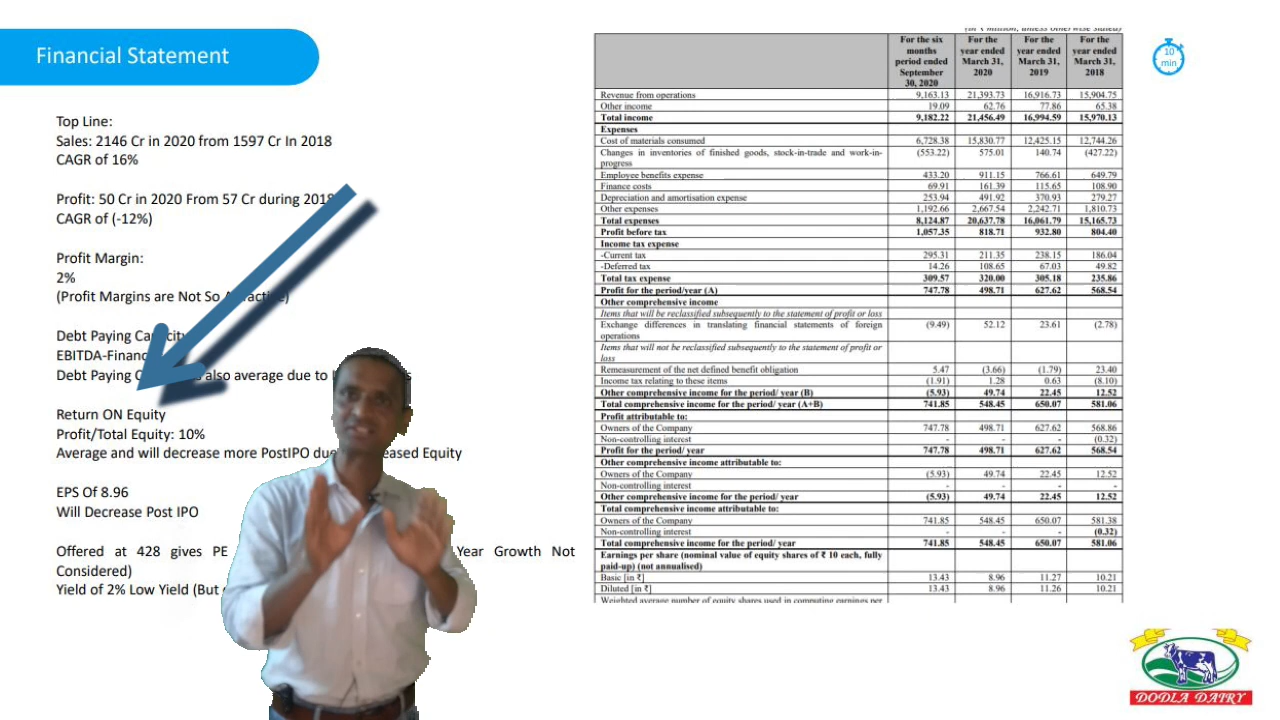 Financial Statement
Top Line:
Sales: 2146 Cr in 2020 from 1597 Cr In 2018
CAGR of 16%
Profit: 50 Cr in 2020 From 57 Cr during 2018
CAGR of (-12%)
Profit Margin:
2%
(Profit Margins are Not So
Debt Paying
EBITDA-Financ
Debt Paying also average due to
Return ON Equity
Profit/Total Equity: 10%
Average and will decrease more PostIPO due Equity
EPS Of 8.96
Will Decrease Post IPO
Offered at 428 gives PE Year Growth Not
Considered)
Yield of 2% Low Yield (But
(in ₹ million, unless otherwise stated)
For the six months period ended September 30, 2020 | For the year ended March 31, 2020 | For the year ended March 31, 2019 | For the year ended March 31, 2018
Revenue from operations 9,163.13 21,393.73 16,916.73 15,904.75
Other income 19.09 62.76 77.86 65.38
Total income 9,182.22 21,456.49 16,994.59 15,970.13
Expenses
Cost of materials consumed 6,728.38 15,830.77 12,425.15 12,744.26
Changes in inventories of finished goods, stock-in-trade and work-in- (553.22) 575.01 140.74 (427.22)
progress
Employee benefits expense 433.20 911.15 766.61 649.79
Finance costs 69.91 161.39 115.65 108.90
Depreciation and amortisation expense 253.94 491.92 370.93 279.27
Other expenses 1,192.66 2,667.54 2,242.71 1,810.73
Total expenses 8,124.87 20,637.78 16,061.79 15,165.73
Profit before tax 1,057.35 818.71 932.80 804.40
Income tax expense
-Current tax 295.31 211.35 238.15 186.04
-Deferred tax 14.26 108.65 67.03 49.82
Total tax expense 309.57 320.00 305.18 235.86
Profit for the period/year (A) 747.78 498.71 627.62 568.54
Other comprehensive income
Items that will be reclassified subsequently to the statement of profit or loss
Exchange differences in translating financial statements of foreign (9.49) 52.12 23.61 (2.78)
operations
Items that will not be reclassified subsequently to the statement of profit or
loss
Remeasurement of the net defined benefit obligation 5.47 (3.66) (1.79) 23.40
Income tax relating to these items (1.91) 1.28 0.63 (8.10)
Other comprehensive income for the period/ year (B) (5.93) 49.74 22.45 12.52
Total comprehensive income for the period/ year (A+B) 741.85 548.45 650.07 581.06
Profit attributable to:
Owners of the Company 747.78 498.71 627.62 568.86
Non-controlling interest - - - (0.32)
Profit for the period/ year 747.78 498.71 627.62 568.54
Other comprehensive income attributable to:
Owners of the Company (5.93) 49.74 22.45 12.52
Non-controlling interest - - - -
Other comprehensive income for the period/ year (5.93) 49.74 22.45 12.52
Total comprehensive income attributable to:
Owners of the Company 741.85 548.45 650.07 581.38
Non-controlling interest - - - (0.32)
Total comprehensive income for the period/ year 741.85 548.45 650.07 581.06
Earnings per share (nominal value of equity shares of ₹ 10 each, fully
paid-up) (not annualised)
Basic [in ₹] 13.43 8.96 11.27 10.21
Diluted [in ₹] 13.43 8.96 11.26 10.21
Weighted average number of equity shares used in computing earnings per
10
min
DODLA DAIRY